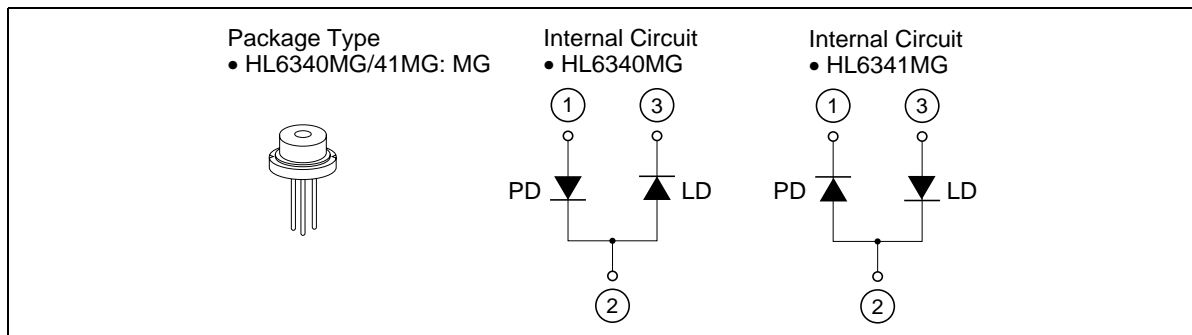 Package Type
• HL6340MG/41MG: MG
Internal Circuit
• HL6340MG
1
3
PD
LD
2
Internal Circuit
• HL6341MG
1
3
PD
LD
2